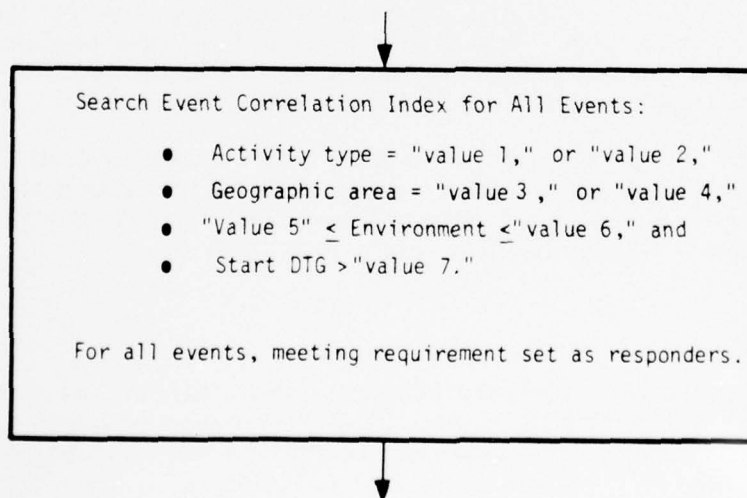 Search Event Correlation Index for All Events:
● Activity type = "value 1," or "value 2,"
● Geographic area = "value 3 ," or "value 4,"
● "Value 5" ≤ Environment ≤"value 6," and
● Start DTG >"value 7."
For all events, meeting requirement set as responders.